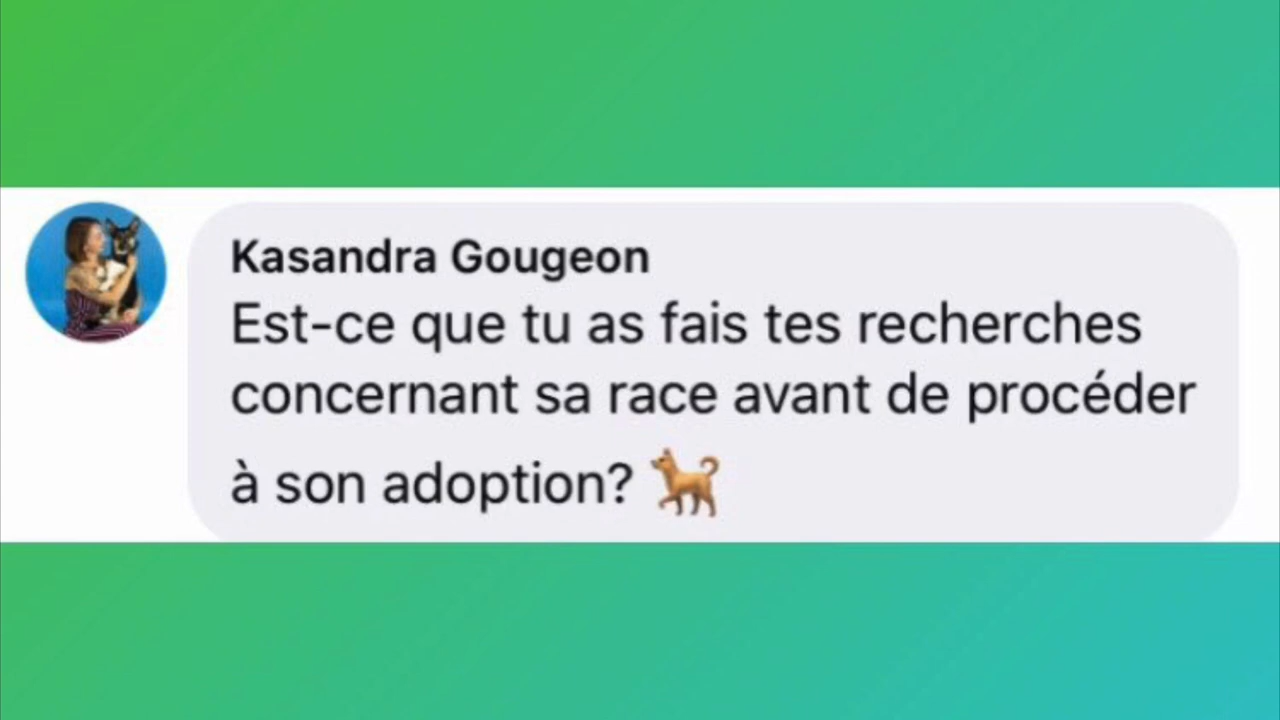 Kasandra Gougeon
Est-ce que tu as fais tes recherches
concernant sa race avant de procéder
à son adoption? 🐕